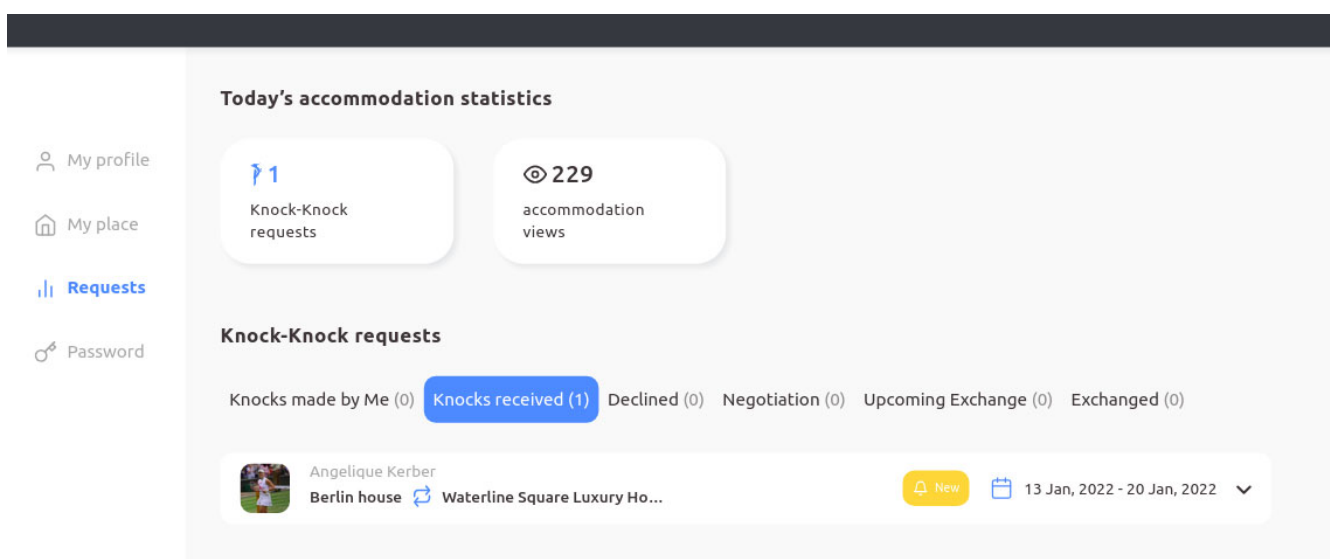 Today's accommodation statistics
My profile
My place
Requests
Password
1
Knock-Knock
requests
229
accommodation
views
Knock-Knock requests
Knocks made by Me (0) Knocks received (1) Declined (0) Negotiation (0) Upcoming Exchange (0) Exchanged (0)
Angelique Kerber
Berlin house Waterline Square Luxury Ho...
New 13 Jan, 2022 - 20 Jan, 2022